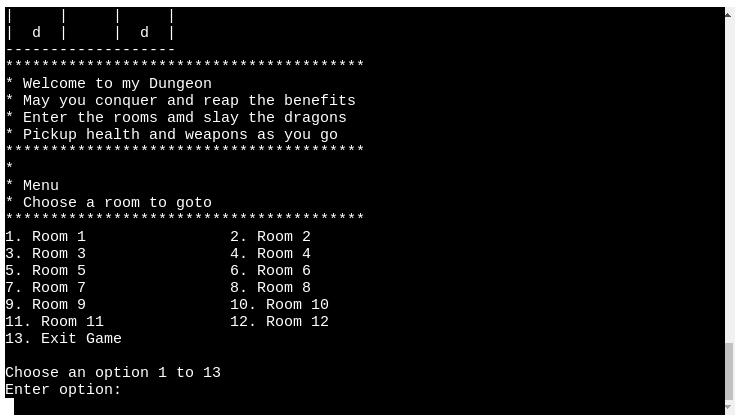 |     |     |     |
|  d  |     |  d  |
-------------------
****************************************
* Welcome to my Dungeon
* May you conquer and reap the benefits
* Enter the rooms amd slay the dragons
* Pickup health and weapons as you go
****************************************
*
* Menu
* Choose a room to goto
****************************************
1. Room 1                2. Room 2
3. Room 3                4. Room 4
5. Room 5                6. Room 6
7. Room 7                8. Room 8
9. Room 9                10. Room 10
11. Room 11              12. Room 12
13. Exit Game

Choose an option 1 to 13
Enter option: